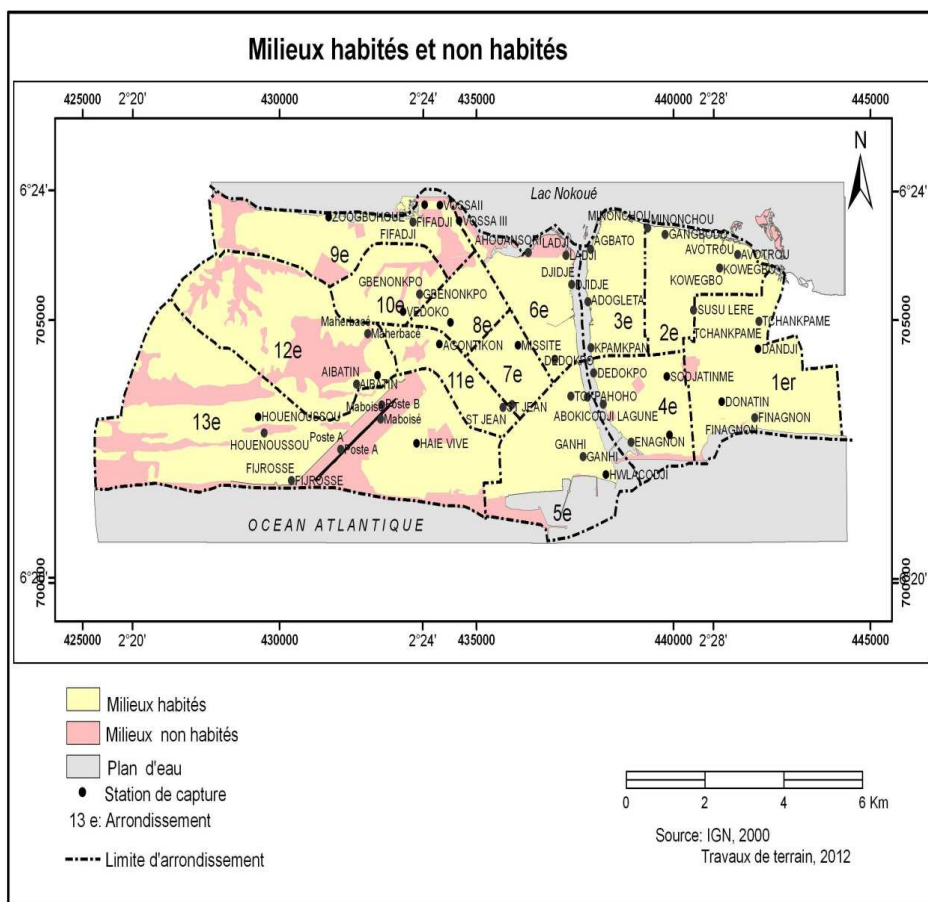 Milieux habités et non habités
425000 2°20' 430000 2°24' 435000 440000 2°28' 445000
N
6°24' 6°24'
Lac Nokoué
ZOOGBOHOUE
FIFADJI
FIFADJI
VOSSAII
VOSSA III
AHOUANSORI
LADJI
LADJI
AGBATO
MINONCHOU
MINONCHOU
GANGBODO
AVOTROU
AVOTROU
KOWEGBO
KOWEGBO
9e
DJIDJE
DJIDJE
GBENONKPO
GBENONKPO
10e
VEDOKO
8e
6e
ADOGLETA
3e
2e
SUSU LERE
TCHANKPAME
TCHANKPAME
705000 705000
Maherbacé
Maherbacé
12e
AGONTIKON
MISSITE
7e
KPAMKPAN
DANDJI
DEDOKPO
DEDOKPO
AIBATIN
AIBATIN
11e
SODJATINME
1er
13e
HOUENOUSSOU
HOUENOUSSOU
Maboisé
Poste B
Maboisé
ST JEAN
ST JEAN
TOKPAHOHO
ABOKICODJI LAGUNE
4e
DONATIN
FINAGNON
FINAGNON
Poste A
Poste A
HAIE VIVE
GANHI
GANHI
ENAGNON
FIJROSSE
FIJROSSE
HWLACODJI
5e
OCEAN ATLANTIQUE
6°20' 6°20'
700000 700000
425000 2°20' 430000 2°24' 435000 440000 2°28' 445000
Milieux habités
Milieux non habités
Plan d'eau
Station de capture
13 e: Arrondissement
Limite d'arrondissement
0 2 4 6 Km
Source: IGN, 2000
Travaux de terrain, 2012